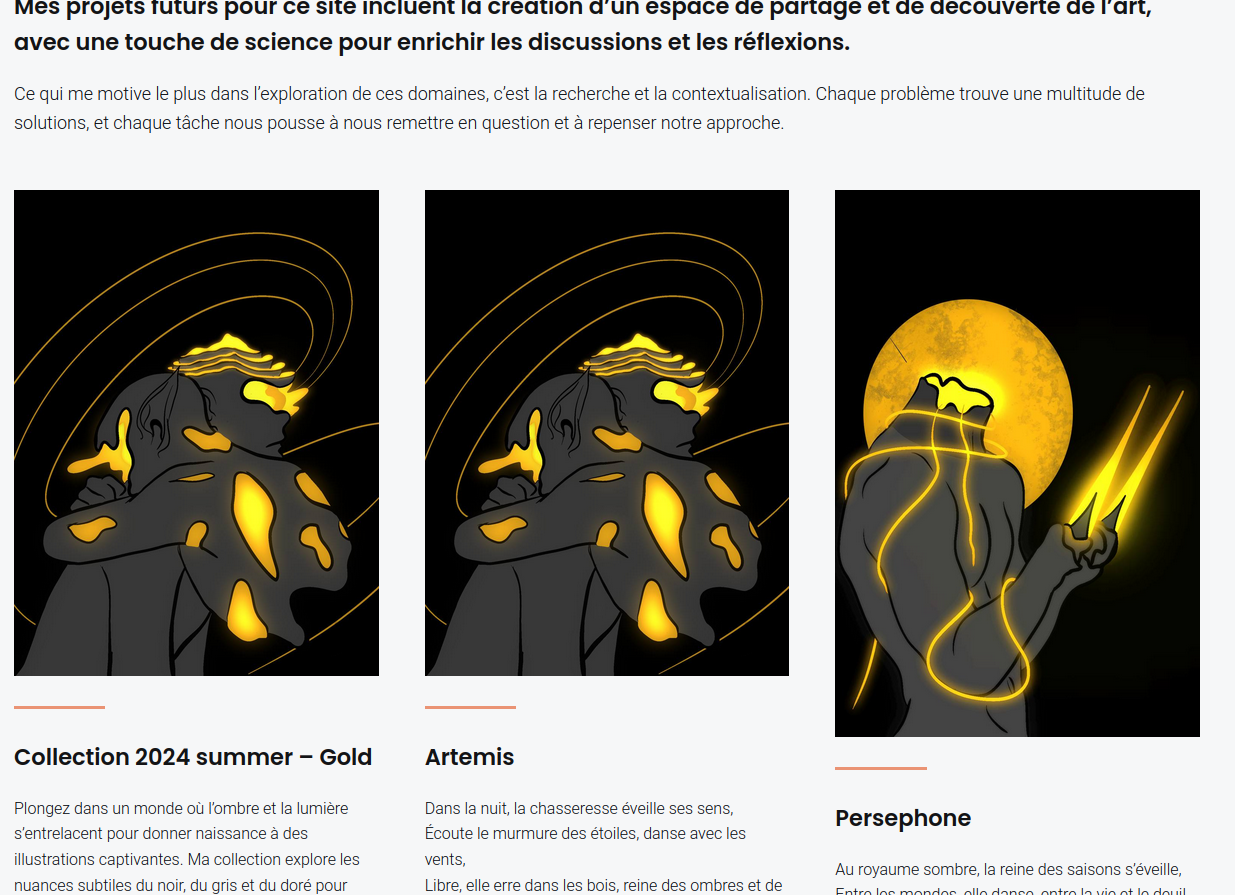 Mes projets futurs pour ce site incluent la création d’un espace de partage et de découverte de l’art,
avec une touche de science pour enrichir les discussions et les réflexions.
Ce qui me motive le plus dans l’exploration de ces domaines, c’est la recherche et la contextualisation. Chaque problème trouve une multitude de
solutions, et chaque tâche nous pousse à nous remettre en question et à repenser notre approche.
Collection 2024 summer – Gold
Plongez dans un monde où l’ombre et la lumière
s’entrelacent pour donner naissance à des
illustrations captivantes. Ma collection explore les
nuances subtiles du noir, du gris et du doré pour
Artemis
Dans la nuit, la chasseresse éveille ses sens,
Écoute le murmure des étoiles, danse avec les
vents,
Libre, elle erre dans les bois, reine des ombres et de
Persephone
Au royaume sombre, la reine des saisons s’éveille,
Entre les mondes, elle danse, entre la vie et le deuil